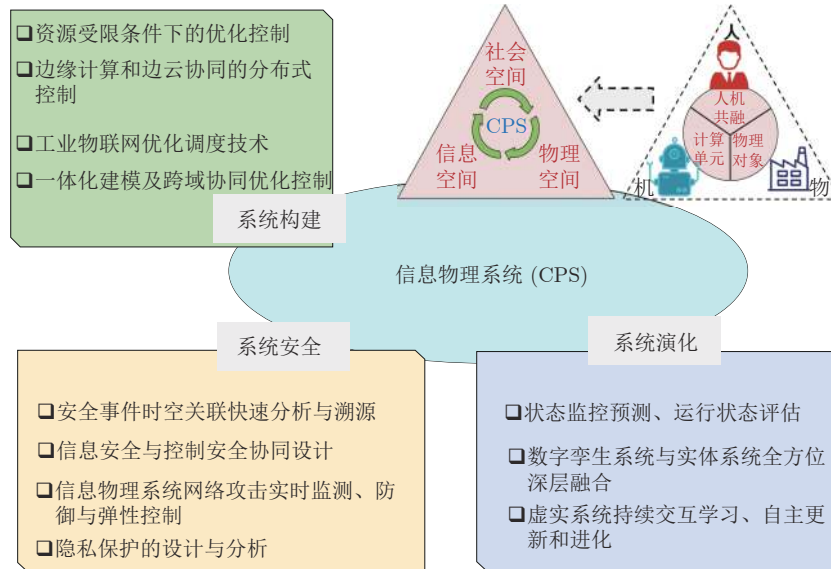 ❑资源受限条件下的优化控制
❑边缘计算和边云协同的分布式
控制
❑工业物联网优化调度技术
❑一体化建模及跨域协同优化控制
系统构建
社会
空间
CPS
信息
空间
物理
空间
人
人机
共融
计算
单元
物理
对象
机
物
信息物理系统 (CPS)
系统安全
❑安全事件时空关联快速分析与溯源
❑信息安全与控制安全协同设计
❑信息物理系统网络攻击实时监测、防
御与弹性控制
❑隐私保护的设计与分析
系统演化
❑状态监控预测、运行状态评估
❑数字孪生系统与实体系统全方位
深层融合
❑虚实系统持续交互学习、自主更
新和进化